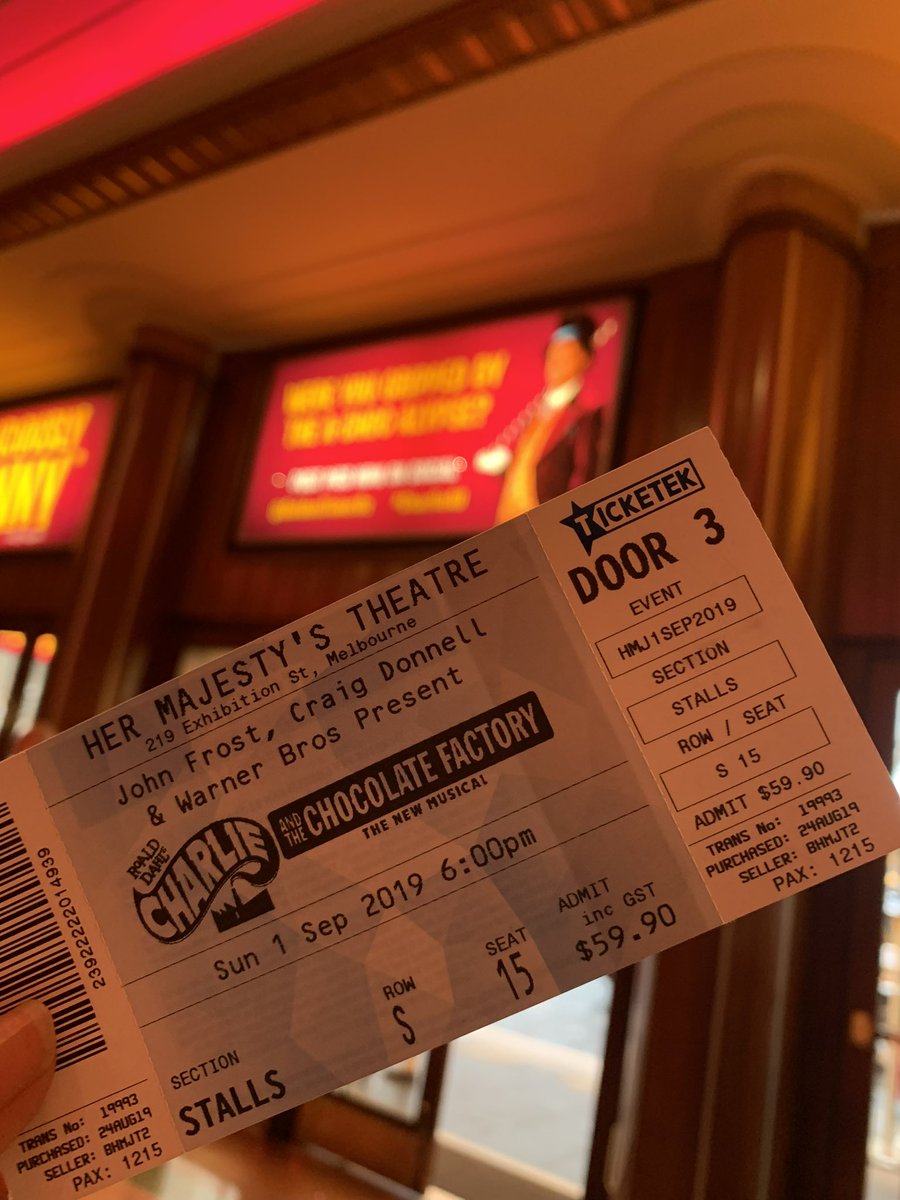 HER MAJESTY'S THEATRE
219 Exhibition St, Melbourne
John Frost, Craig Donnell
& Warner Bros Present
ROALD DAHL'S
CHARLIE
AND THE CHOCOLATE FACTORY
THE NEW MUSICAL
Sun 1 Sep 2019 6:00pm
SECTION
STALLS
ROW
S
SEAT
15
ADMIT
inc GST
$59.90
TICKETEK
DOOR 3
EVENT
HMJ1SEP2019
SECTION
STALLS
ROW / SEAT
S 15
ADMIT $59.90
TRANS No: 19993
PURCHASED: 24AUG19
SELLER: BHMJT2
PAX: 1215
239222222014939
TRANS No: 19993
PURCHASED: 24AUG19
SELLER: BHMJT2
PAX: 1215